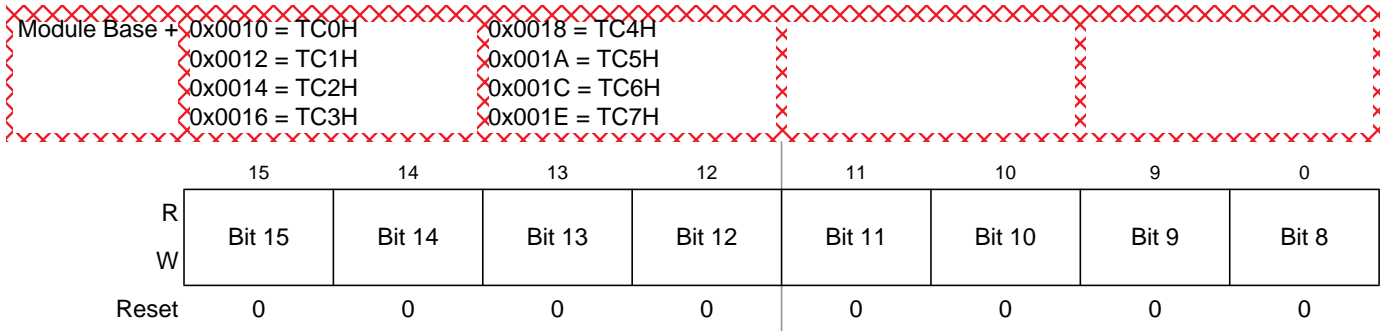 Module Base + 0x0010 = TC0H 0x0018 = TC4H
0x0012 = TC1H 0x001A = TC5H
0x0014 = TC2H 0x001C = TC6H
0x0016 = TC3H 0x001E = TC7H
15 14 13 12 11 10 9 0
R
Bit 15 Bit 14 Bit 13 Bit 12 Bit 11 Bit 10 Bit 9 Bit 8
W
Reset 0 0 0 0 0 0 0 0